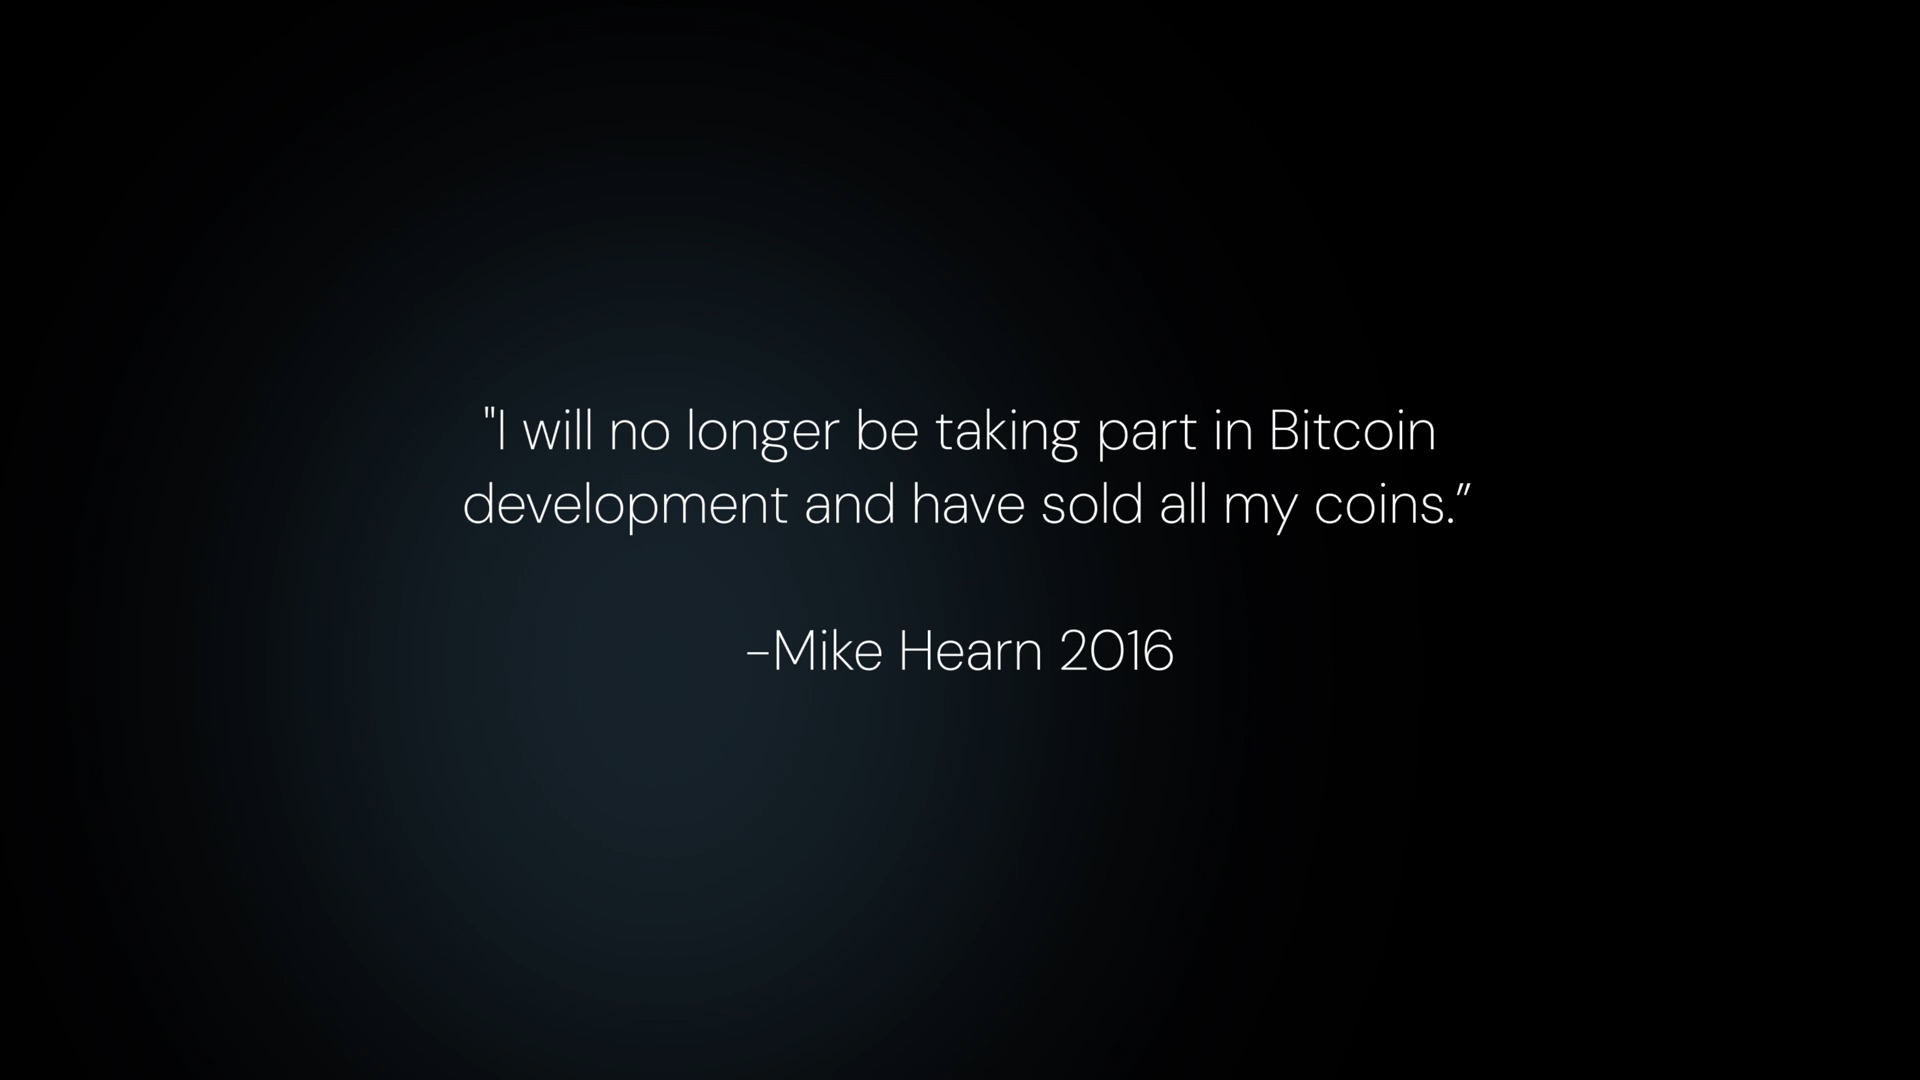 "I will no longer be taking part in Bitcoin
development and have sold all my coins.”
-Mike Hearn 2016